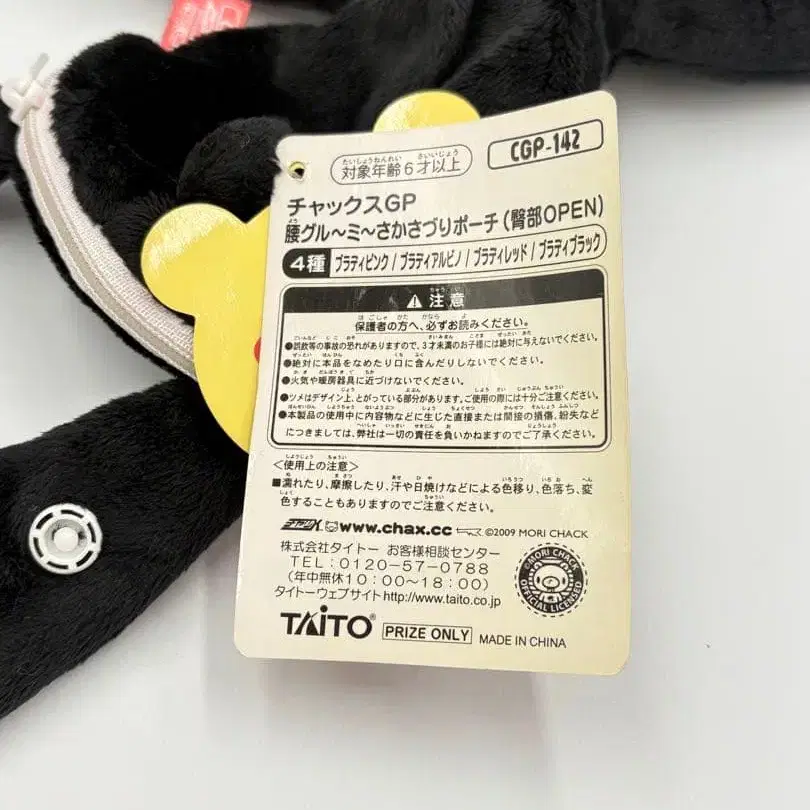 対象年齢6才以上
CGP-142
チャックスGP
腰グル〜ミ〜さかさづりポーチ(臀部OPEN)
4種 ブラディピンク / ブラディアルビノ / ブラディレッド / ブラディブラック
注意
保護者の方へ、必ずお読みください。
●誤飲等の事故の恐れがありますので、3才未満のお子様には絶対に与えないでください。
●絶対に本品をなめたり口に含んだりしないでください。
●火気や暖房器具に近づけないでください。
●ツメはデザイン上、とがっている部分があります。ご使用の際には十分ご注意ください。
●本製品の使用中に内容物などに生じた直接または間接の損傷、紛失など
につきましては、弊社は一切の責任を負いかねますのでご了承ください。
<使用上の注意>
■濡れたり、摩擦したり、汗や日焼けなどによる色移り、色落ち、変
色することもありますのでご注意ください。
www.chax.cc ©2009 MORI CHACK
株式会社タイトー お客様相談センター
TEL:0120-57-0788
(年中無休10:00〜18:00)
タイトーウェブサイトhttp://www.taito.co.jp
MORI CHACK OFFICIAL LICENSED
TAITO® PRIZE ONLY MADE IN CHINA